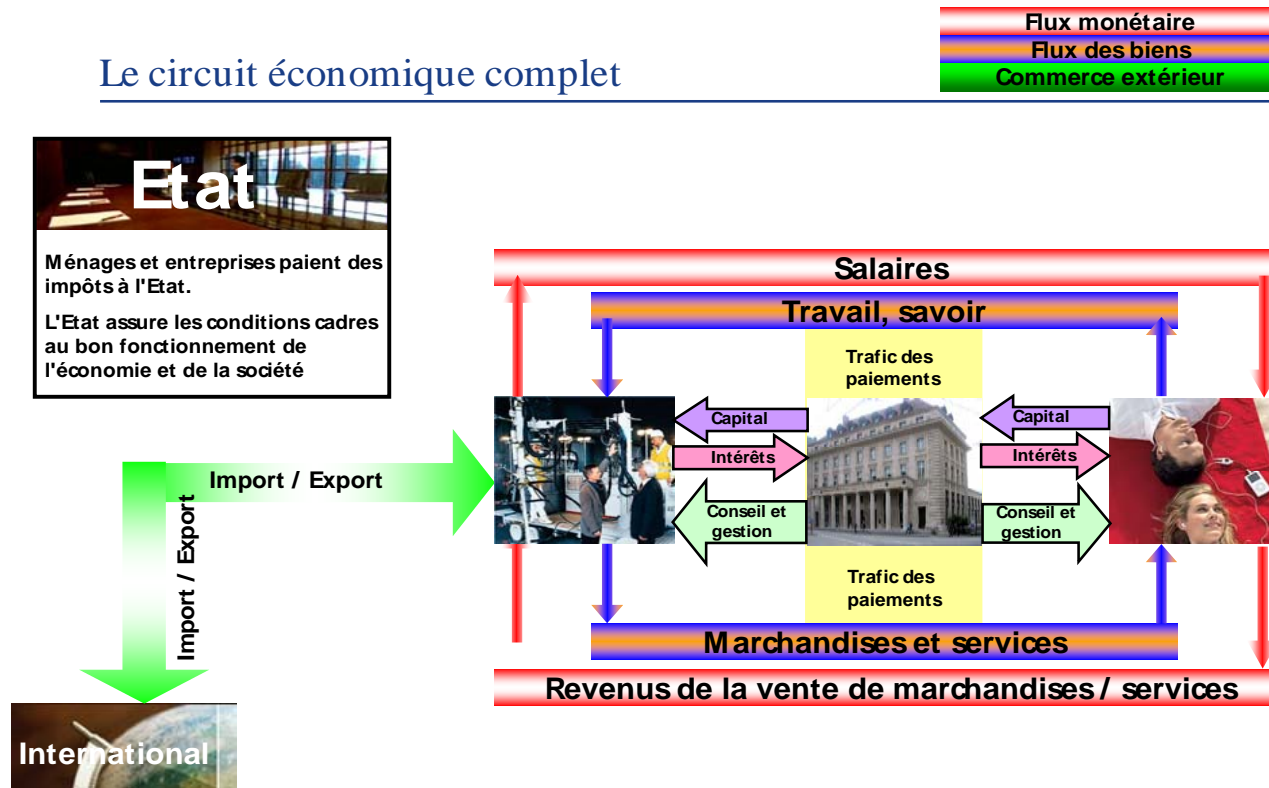 Flux monétaire
Flux des biens
Commerce extérieur
Le circuit économique complet
Etat
Ménages et entreprises paient des
impôts à l'Etat.
L'Etat assure les conditions cadres
au bon fonctionnement de
l'économie et de la société
Salaires
Travail, savoir
Trafic des
paiements
Capital
Capital
Intérêts
Intérêts
Conseil et
gestion
Conseil et
gestion
Import / Export
Import / Export
Trafic des
paiements
Marchandises et services
Revenus de la vente de marchandises / services
International